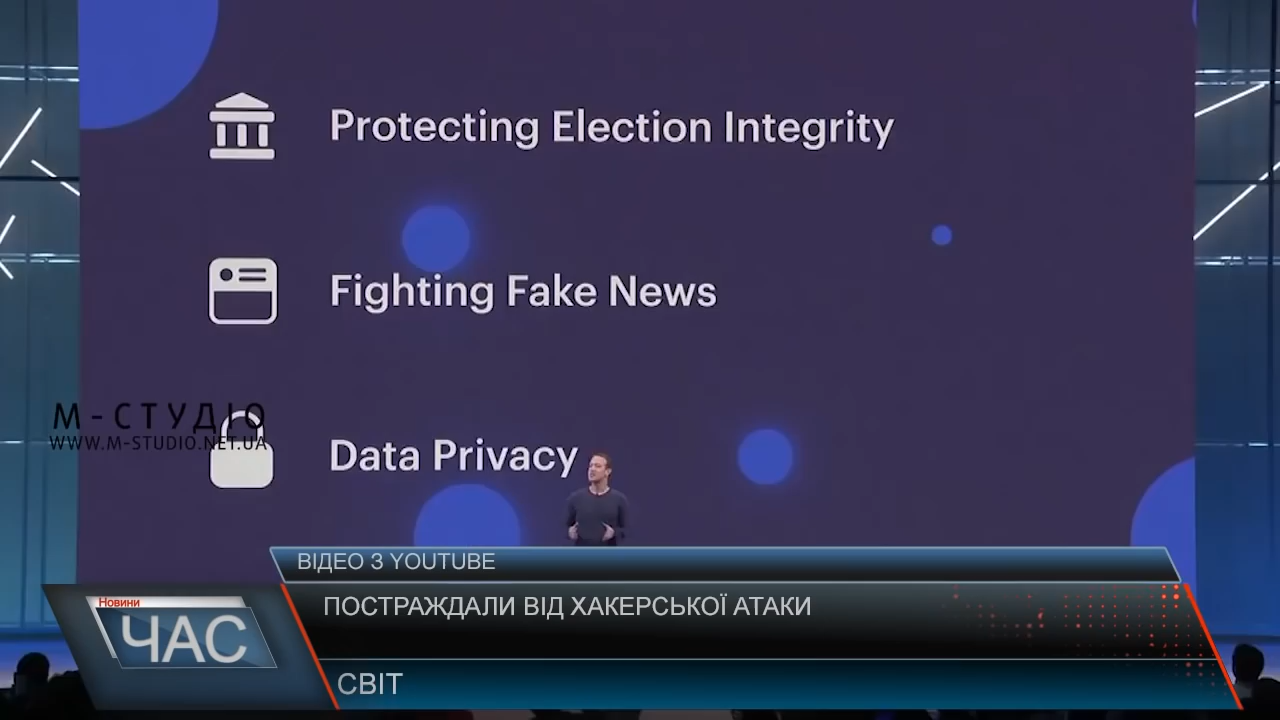 Protecting Election Integrity
Fighting Fake News
М-СТУДІО
WWW.M-STUDIO.NET.UA
Data Privacy
ВІДЕО З YOUTUBE
Новини
ЧАС
ПОСТРАЖДАЛИ ВІД ХАКЕРСЬКОЇ АТАКИ
СВІТ